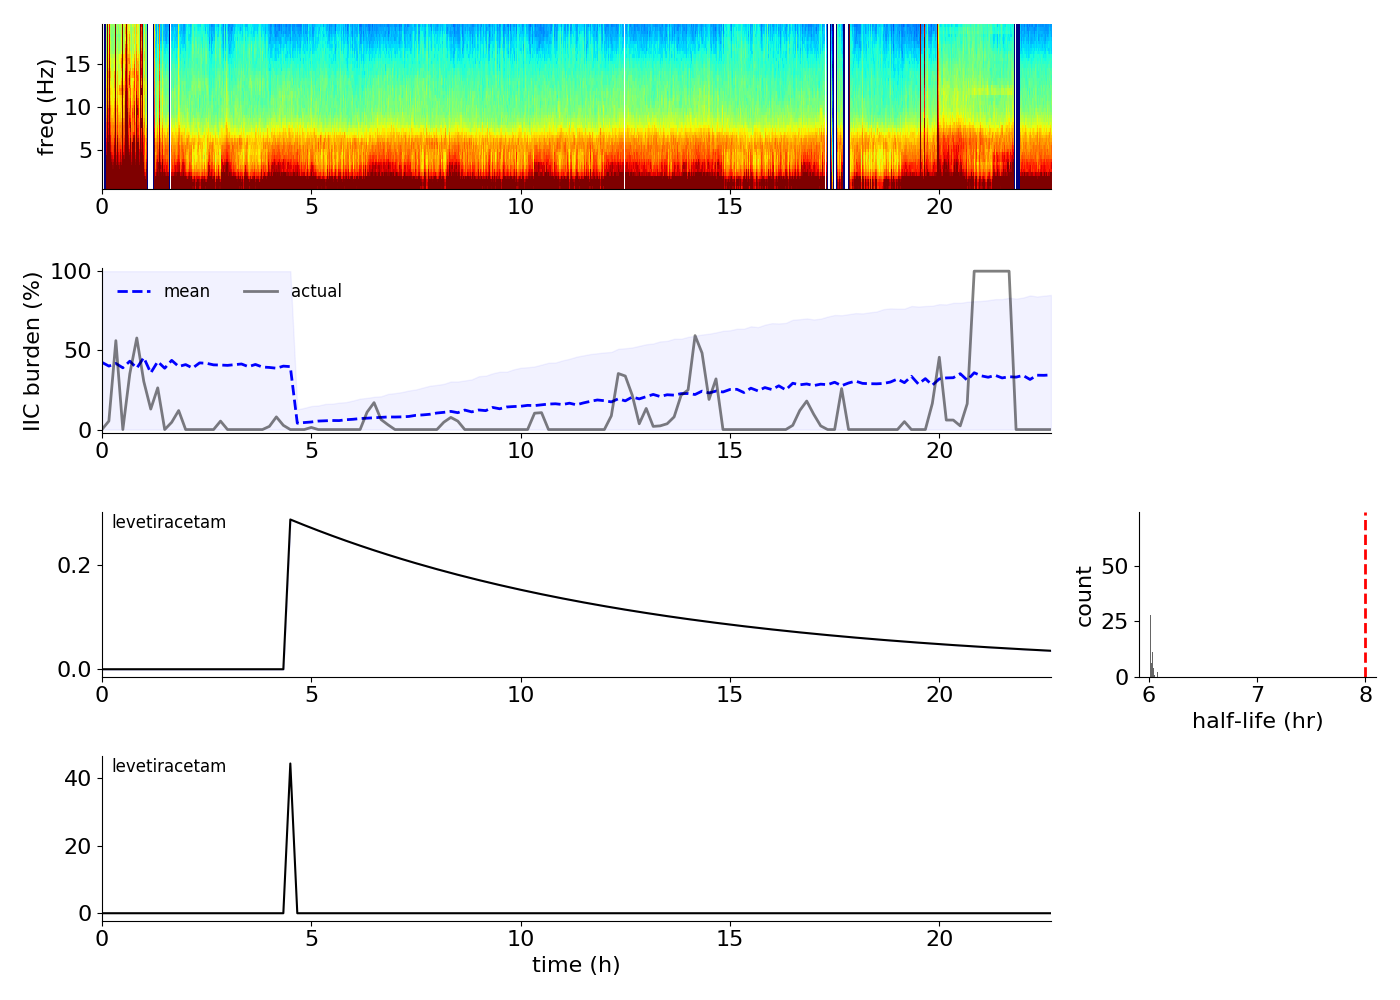 freq (Hz)
15
10
5
0 5 10 15 20
IIC burden (%)
100
50
0
mean actual
0 5 10 15 20
levetiracetam
0.2
0.0
0 5 10 15 20
count
50
25
0
6 7 8
half-life (hr)
levetiracetam
40
20
0
0 5 10 15 20
time (h)